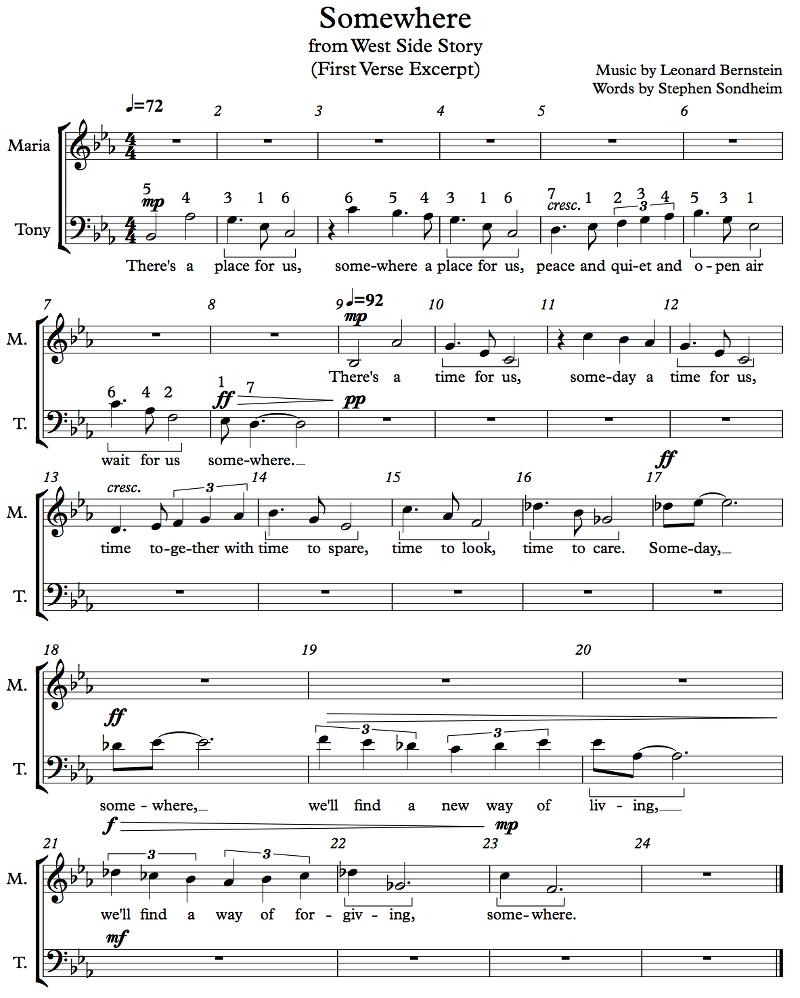 Somewhere
from West Side Story
(First Verse Excerpt)
Music by Leonard Bernstein
Words by Stephen Sondheim
♩=72
2 3 4 5 6
Maria
5 4 3 1 6 6 5 4 3 1 6 7 1 2 3 4 5 3 1
mp cresc. 3
Tony
There's a place for us, some-where a place for us, peace and qui-et and o-pen air
7 8 9 10 11 12
♩=92
mp
M.
There's a time for us, some-day a time for us,
6 4 2 1 7
ff pp
T.
wait for us some-where.
ff
13 14 15 16 17
cresc. 3
M.
time to-ge-ther with time to spare, time to look, time to care. Some-day,
T.
18 19 20
M.
ff
3 3
T.
some - where, we'll find a new way of liv - ing,
f mp
21 22 23 24
3 3
M.
we'll find a way of for - giv - ing, some-where.
mf
T.